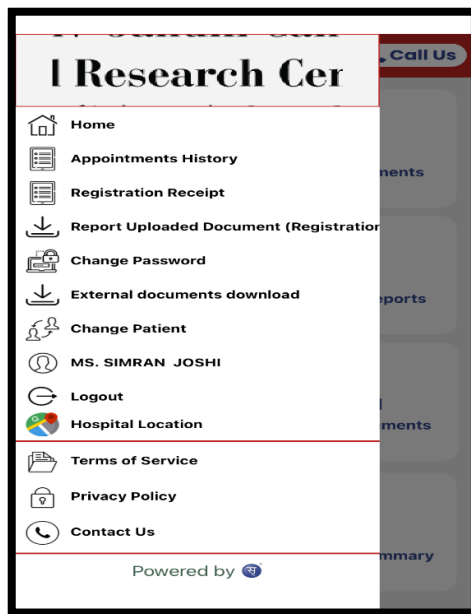 l Research Cer
Call Us
Home
Appointments History
Registration Receipt
Report Uploaded Document (Registration
Change Password
External documents download
Change Patient
MS. SIMRAN JOSHI
Logout
Hospital Location
Terms of Service
Privacy Policy
Contact Us
Powered by
nents
eports
ments
mmary